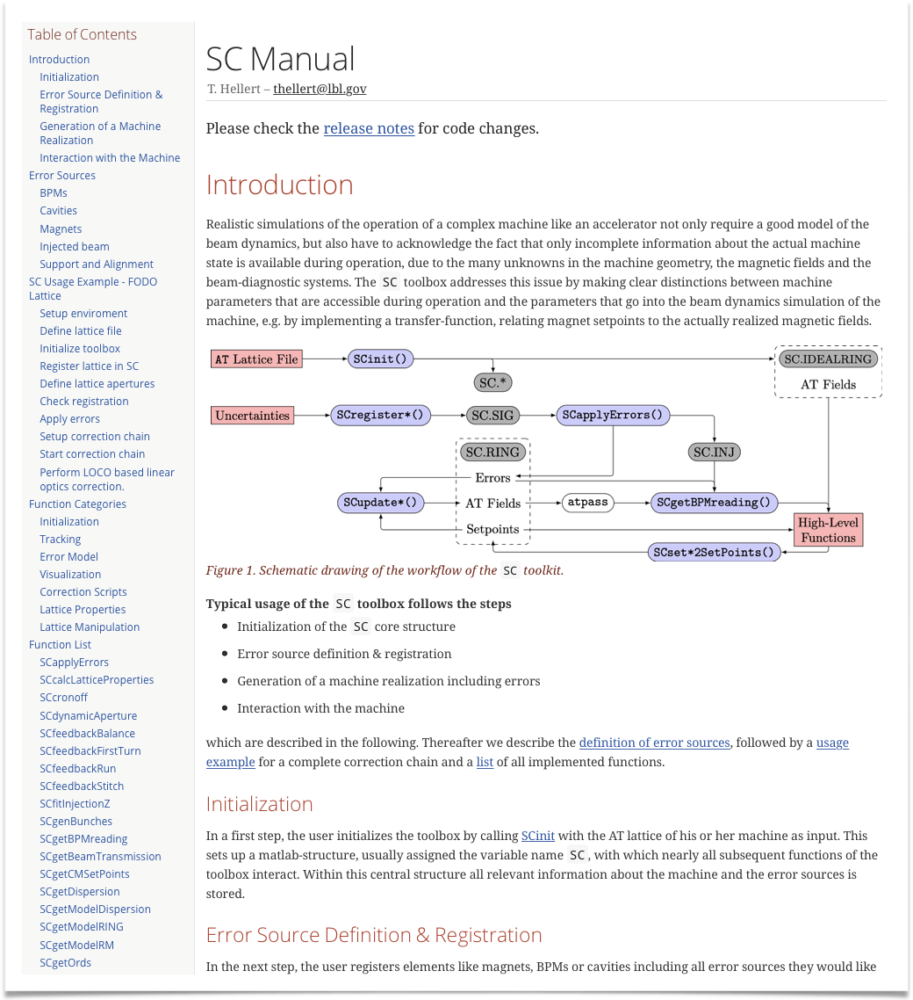 Table of Contents
Introduction
Initialization
Error Source Definition &
Registration
Generation of a Machine
Realization
Interaction with the Machine
Error Sources
BPMs
Cavities
Magnets
Injected beam
Support and Alignment
SC Usage Example - FODO
Lattice
Setup enviroment
Define lattice file
Initialize toolbox
Register lattice in SC
Define lattice apertures
Check registration
Apply errors
Setup correction chain
Start correction chain
Perform LOCO based linear
optics correction.
Function Categories
Initialization
Tracking
Error Model
Visualization
Correction Scripts
Lattice Properties
Lattice Manipulation
Function List
SCapplyErrors
SCcalcLatticeProperties
SCcronoff
SCdynamicAperture
SCfeedbackBalance
SCfeedbackFirstTurn
SCfeedbackRun
SCfeedbackStitch
SCfitInjectionZ
SCgenBunches
SCgetBPMreading
SCgetBeamTransmission
SCgetCMSetPoints
SCgetDispersion
SCgetModelDispersion
SCgetModelRING
SCgetModelRM
SCgetOrds
SC Manual
T. Hellert – thellert@lbl.gov
Please check the release notes for code changes.
Introduction
Realistic simulations of the operation of a complex machine like an accelerator not only require a good model of the
beam dynamics, but also have to acknowledge the fact that only incomplete information about the actual machine
state is available during operation, due to the many unknowns in the machine geometry, the magnetic fields and the
beam-diagnostic systems. The SC toolbox addresses this issue by making clear distinctions between machine
parameters that are accessible during operation and the parameters that go into the beam dynamics simulation of the
machine, e.g. by implementing a transfer-function, relating magnet setpoints to the actually realized magnetic fields.
AT Lattice File
SCinit()
SC.IDEALRING
SC.*
AT Fields
Uncertainties
SCregister*()
SC.SIG
SCapplyErrors()
SC.RING
SC.INJ
Errors
SCupdate*()
AT Fields
atpass
SCgetBPMreading()
Setpoints
High-Level
Functions
SCset*2SetPoints()
Figure 1. Schematic drawing of the workflow of the SC toolkit.
Typical usage of the SC toolbox follows the steps
• Initialization of the SC core structure
• Error source definition & registration
• Generation of a machine realization including errors
• Interaction with the machine
which are described in the following. Thereafter we describe the definition of error sources, followed by a usage
example for a complete correction chain and a list of all implemented functions.
Initialization
In a first step, the user initializes the toolbox by calling SCinit with the AT lattice of his or her machine as input. This
sets up a matlab-structure, usually assigned the variable name SC, with which nearly all subsequent functions of the
toolbox interact. Within this central structure all relevant information about the machine and the error sources is
stored.
Error Source Definition & Registration
In the next step, the user registers elements like magnets, BPMs or cavities including all error sources they would like